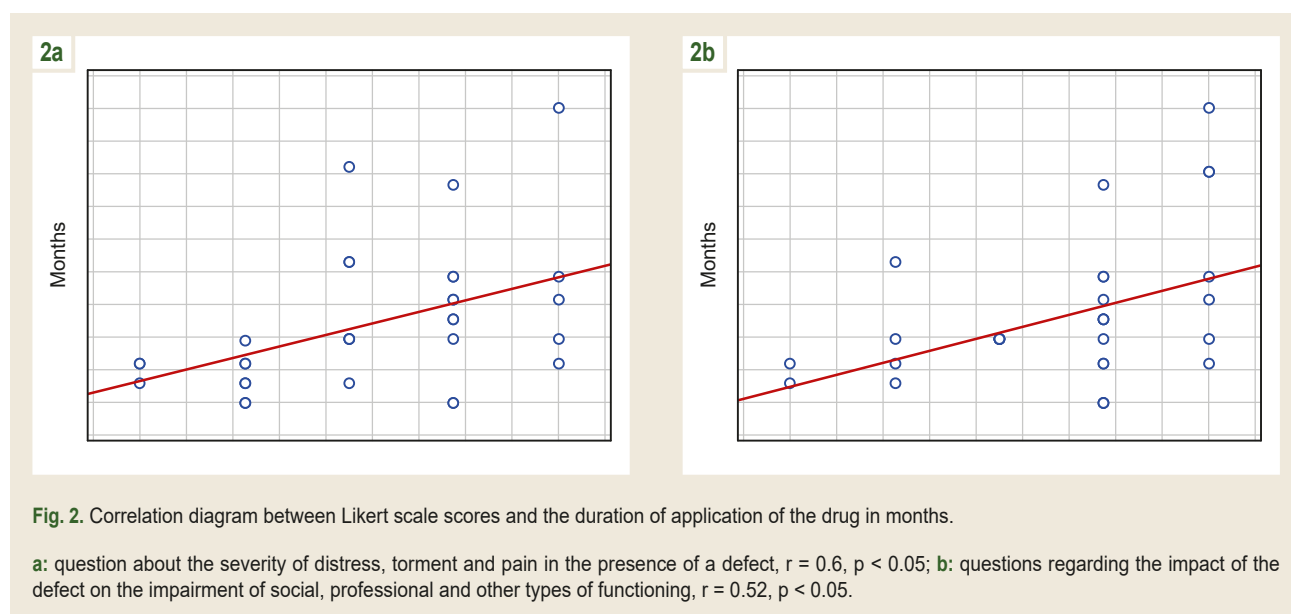 2a
2b
Months
Months
Fig. 2. Correlation diagram between Likert scale scores and the duration of application of the drug in months.
a: question about the severity of distress, torment and pain in the presence of a defect, r = 0.6, p < 0.05; b: questions regarding the impact of the
defect on the impairment of social, professional and other types of functioning, r = 0.52, p < 0.05.